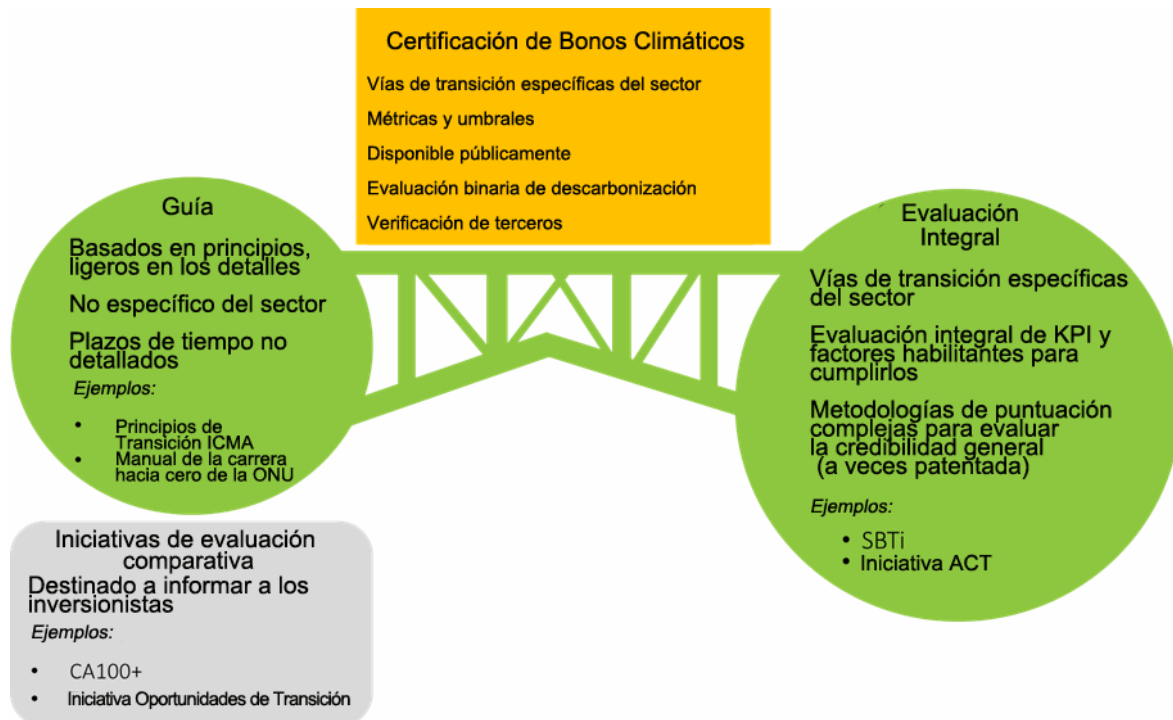 Certificación de Bonos Climáticos
Vías de transición específicas del sector
Métricas y umbrales
Disponible públicamente
Evaluación binaria de descarbonización
Verificación de terceros
Guía
Basados en principios,
ligeros en los detalles
No específico del sector
Plazos de tiempo no
detallados
Ejemplos:
• Principios de
Transición ICMA
• Manual de la carrera
hacia cero de la ONU
Evaluación
Integral
Vías de transición específicas
del sector
Evaluación integral de KPI y
factores habilitantes para
cumplirlos
Metodologías de puntuación
complejas para evaluar
la credibilidad general
(a veces patentada)
Ejemplos:
• SBTi
• Iniciativa ACT
Iniciativas de evaluación
comparativa
Destinado a informar a los
inversionistas
Ejemplos:
• CA100+
• Iniciativa Oportunidades de Transición